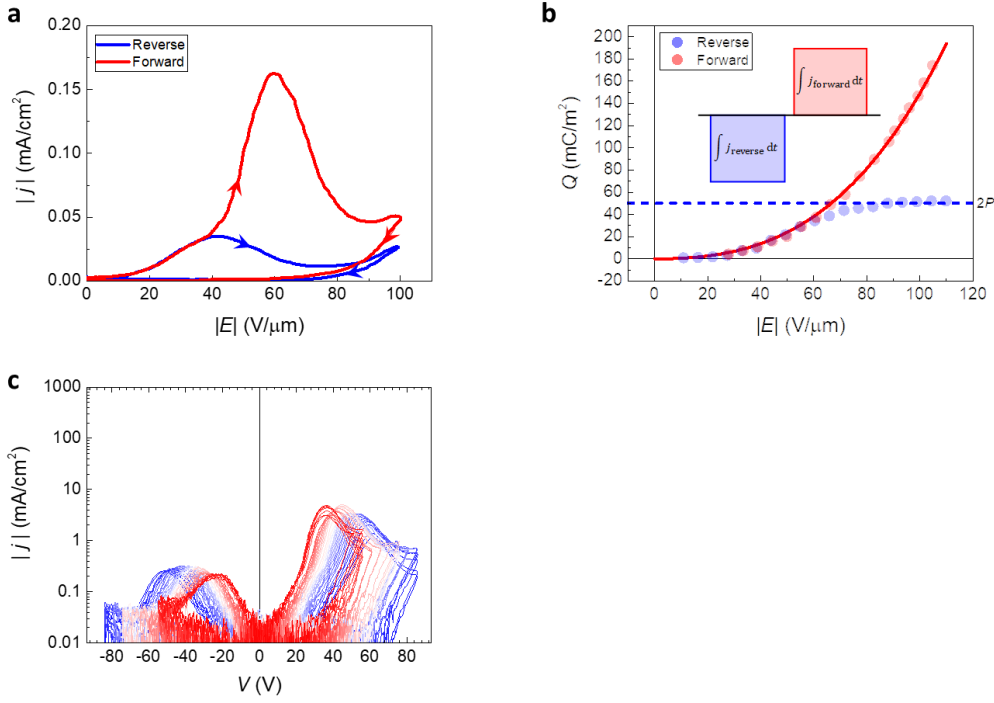 a
0.20
0.15
0.10
0.05
0.00
0 20 40 60 80 100
| j | (mA/cm²)
|E| (V/μm)
Reverse
Forward
b
200
180
160
140
120
100
80
60
40
20
0
-20
0 20 40 60 80 100 120
Q (mC/m²)
|E| (V/μm)
Reverse
Forward
∫ jforward dt
∫ jreverse dt
2P
c
1000
100
10
1
0.1
0.01
-80 -60 -40 -20 0 20 40 60 80
| j | (mA/cm²)
V (V)